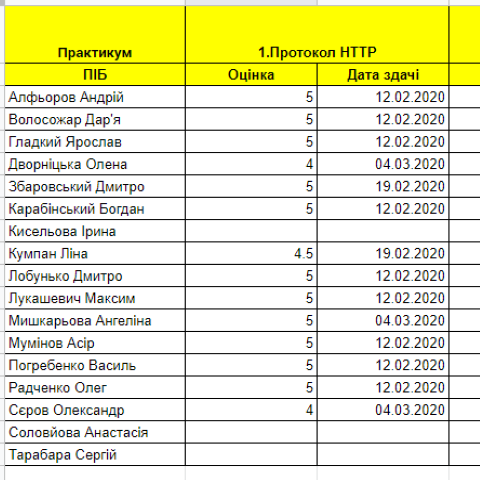 Практикум 1.Протокол HTTP
ПІБ Оцінка Дата здачі
Алфьоров Андрій 5 12.02.2020
Волосожар Дар'я 5 12.02.2020
Гладкий Ярослав 5 12.02.2020
Дворніцька Олена 4 04.03.2020
Збаровський Дмитро 5 19.02.2020
Карабінський Богдан 5 12.02.2020
Кисельова Ірина
Кумпан Ліна 4.5 19.02.2020
Лобунько Дмитро 5 12.02.2020
Лукашевич Максим 5 12.02.2020
Мишкарьова Ангеліна 5 04.03.2020
Мумінов Асір 5 12.02.2020
Погребенко Василь 5 12.02.2020
Радченко Олег 5 12.02.2020
Сєров Олександр 4 04.03.2020
Соловйова Анастасія
Тарабара Сергій